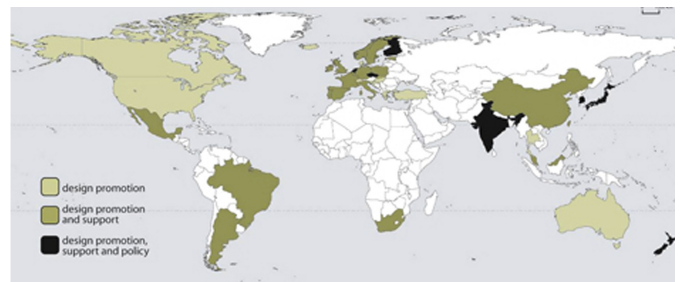 design promotion
design promotion
and support
design promotion,
support and policy